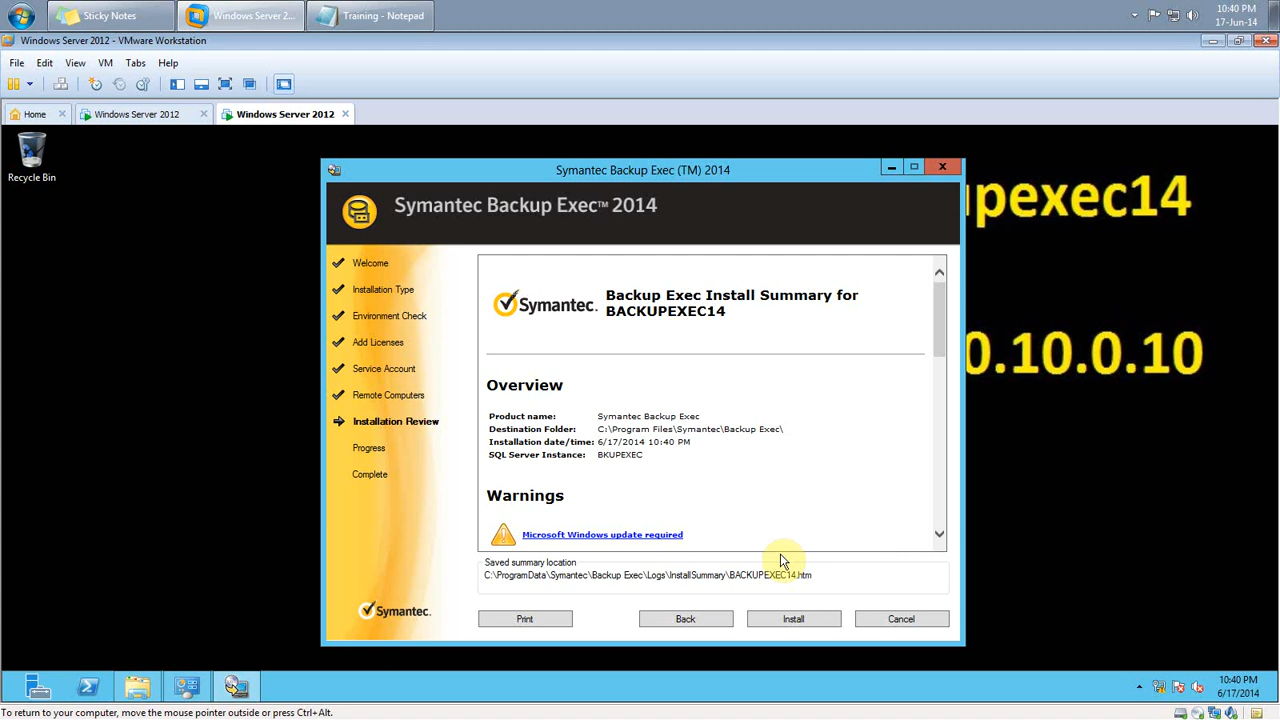 Sticky Notes
Windows Server 2...
Training - Notepad
10:40 PM
17-Jun-14
Windows Server 2012 - VMware Workstation
File Edit View VM Tabs Help
Home
Windows Server 2012
Windows Server 2012
Recycle Bin
pexec14
0.10.0.10
Symantec Backup Exec (TM) 2014
Symantec Backup Exec™ 2014
Welcome
Installation Type
Environment Check
Add Licenses
Service Account
Remote Computers
Installation Review
Progress
Complete
Symantec.
Symantec.
Backup Exec Install Summary for
BACKUPEXEC14
Overview
Product name: Symantec Backup Exec
Destination Folder: C:\Program Files\Symantec\Backup Exec\
Installation date/time: 6/17/2014 10:40 PM
SQL Server Instance: BKUPEXEC
Warnings
Microsoft Windows update required
Saved summary location
C:\ProgramData\Symantec\Backup Exec\Logs\InstallSummary\BACKUPEXEC14.htm
Print
Back
Install
Cancel
10:40 PM
6/17/2014
To return to your computer, move the mouse pointer outside or press Ctrl+Alt.